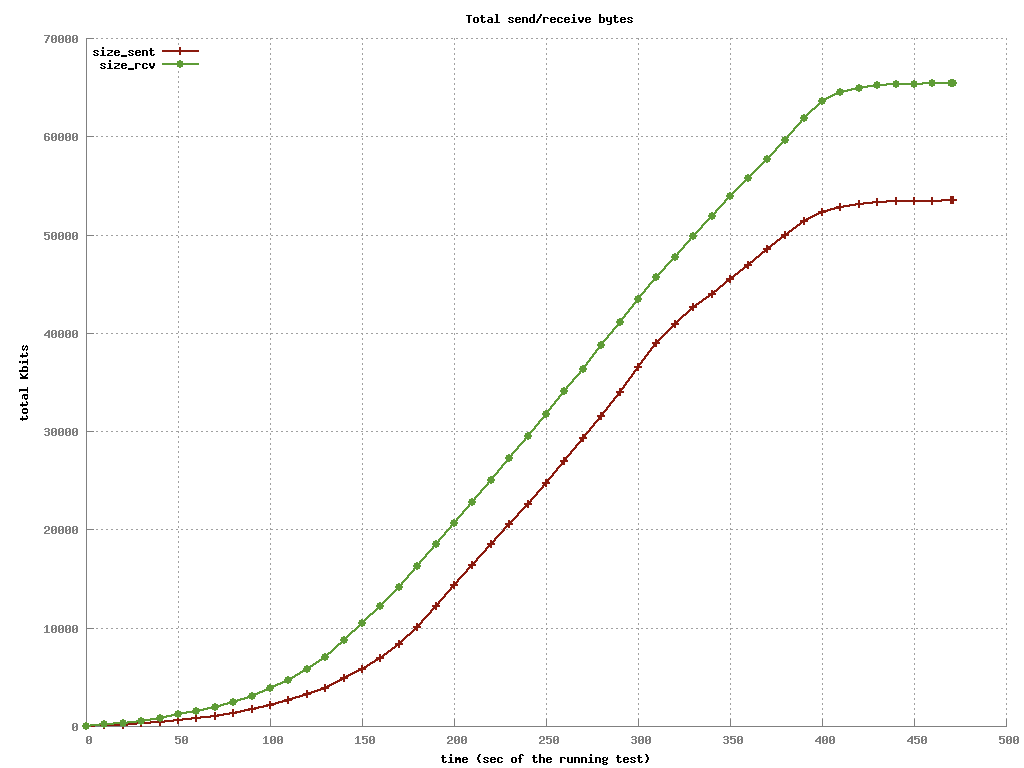 Total send/receive bytes
70000
size_sent
size_rcv
60000
50000
40000
total Kbits
30000
20000
10000
0
0 50 100 150 200 250 300 350 400 450 500
time (sec of the running test)